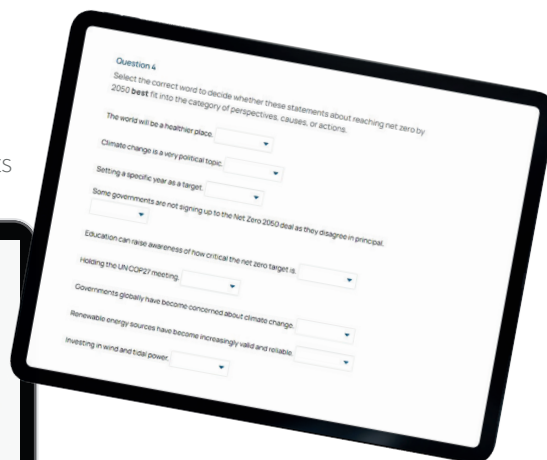 Question 4
Select the correct word to decide whether these statements about reaching net zero by
2050 best fit into the category of perspectives, causes, or actions.
The world will be a healthier place.
Climate change is a very political topic.
Setting a specific year as a target.
Some governments are not signing up to the Net Zero 2050 deal as they disagree in principal.
Education can raise awareness of how critical the net zero target is.
Holding the UN COP27 meeting.
Governments globally have become concerned about climate change.
Renewable energy sources have become increasingly valid and reliable.
Investing in wind and tidal power.